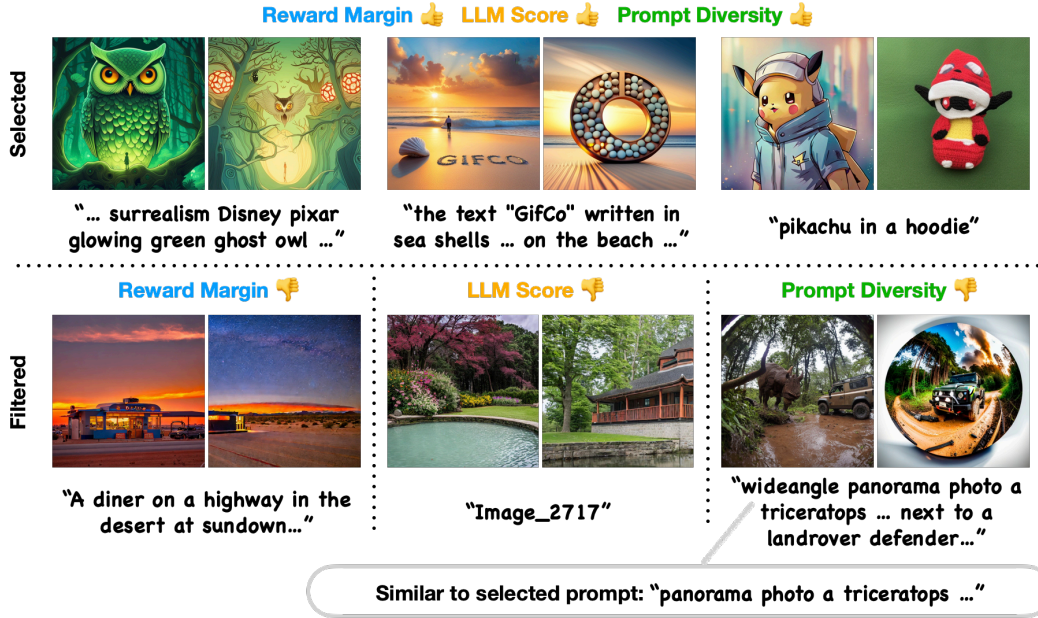 Reward Margin 👍 LLM Score 👍 Prompt Diversity 👍
Selected
GIFCO
"... surrealism Disney pixar
glowing green ghost owl ..."
"the text "GifCo" written in
sea shells ... on the beach ..."
"pikachu in a hoodie"
Filtered
Reward Margin 👎
LLM Score 👎
Prompt Diversity 👎
"A diner on a highway in the
desert at sundown..."
"Image_2717"
"wideangle panorama photo a
triceratops ... next to a
landrover defender..."
Similar to selected prompt: "panorama photo a triceratops ..."